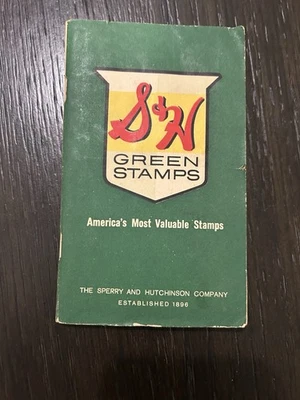 S&H
GREEN
STAMPS
America's Most Valuable Stamps
THE SPERRY AND HUTCHINSON COMPANY
ESTABLISHED 1896